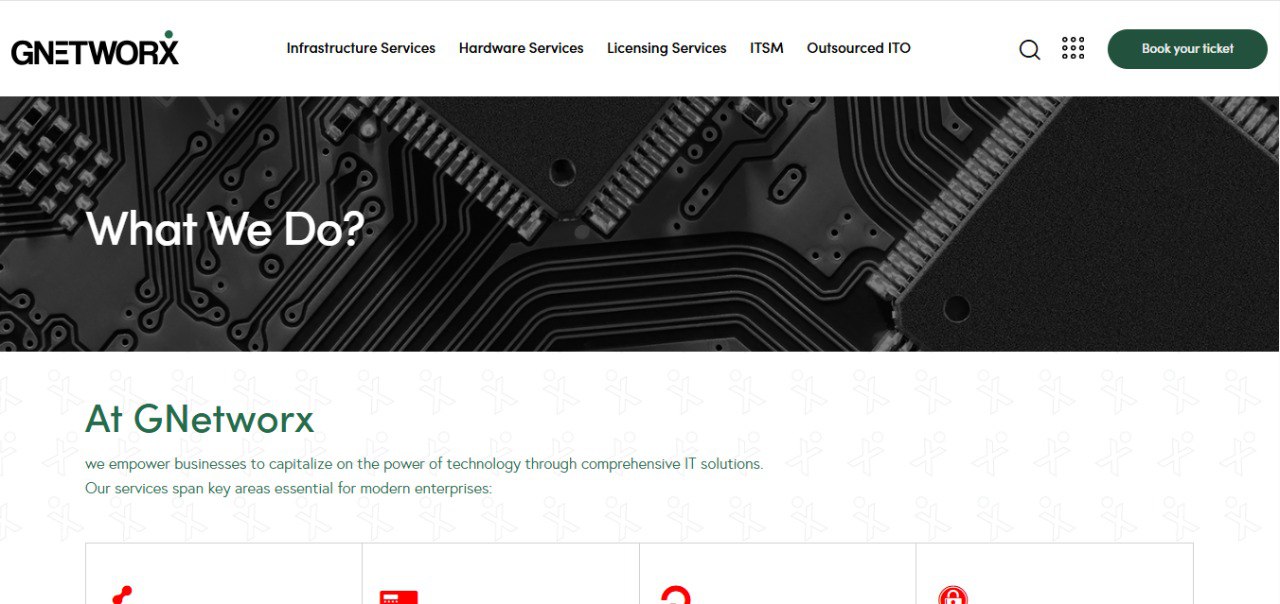 GNETWORX
Infrastructure Services
Hardware Services
Licensing Services
ITSM
Outsourced ITO
Book your ticket
What We Do?
At GNetworx
we empower businesses to capitalize on the power of technology through comprehensive IT solutions.
Our services span key areas essential for modern enterprises: